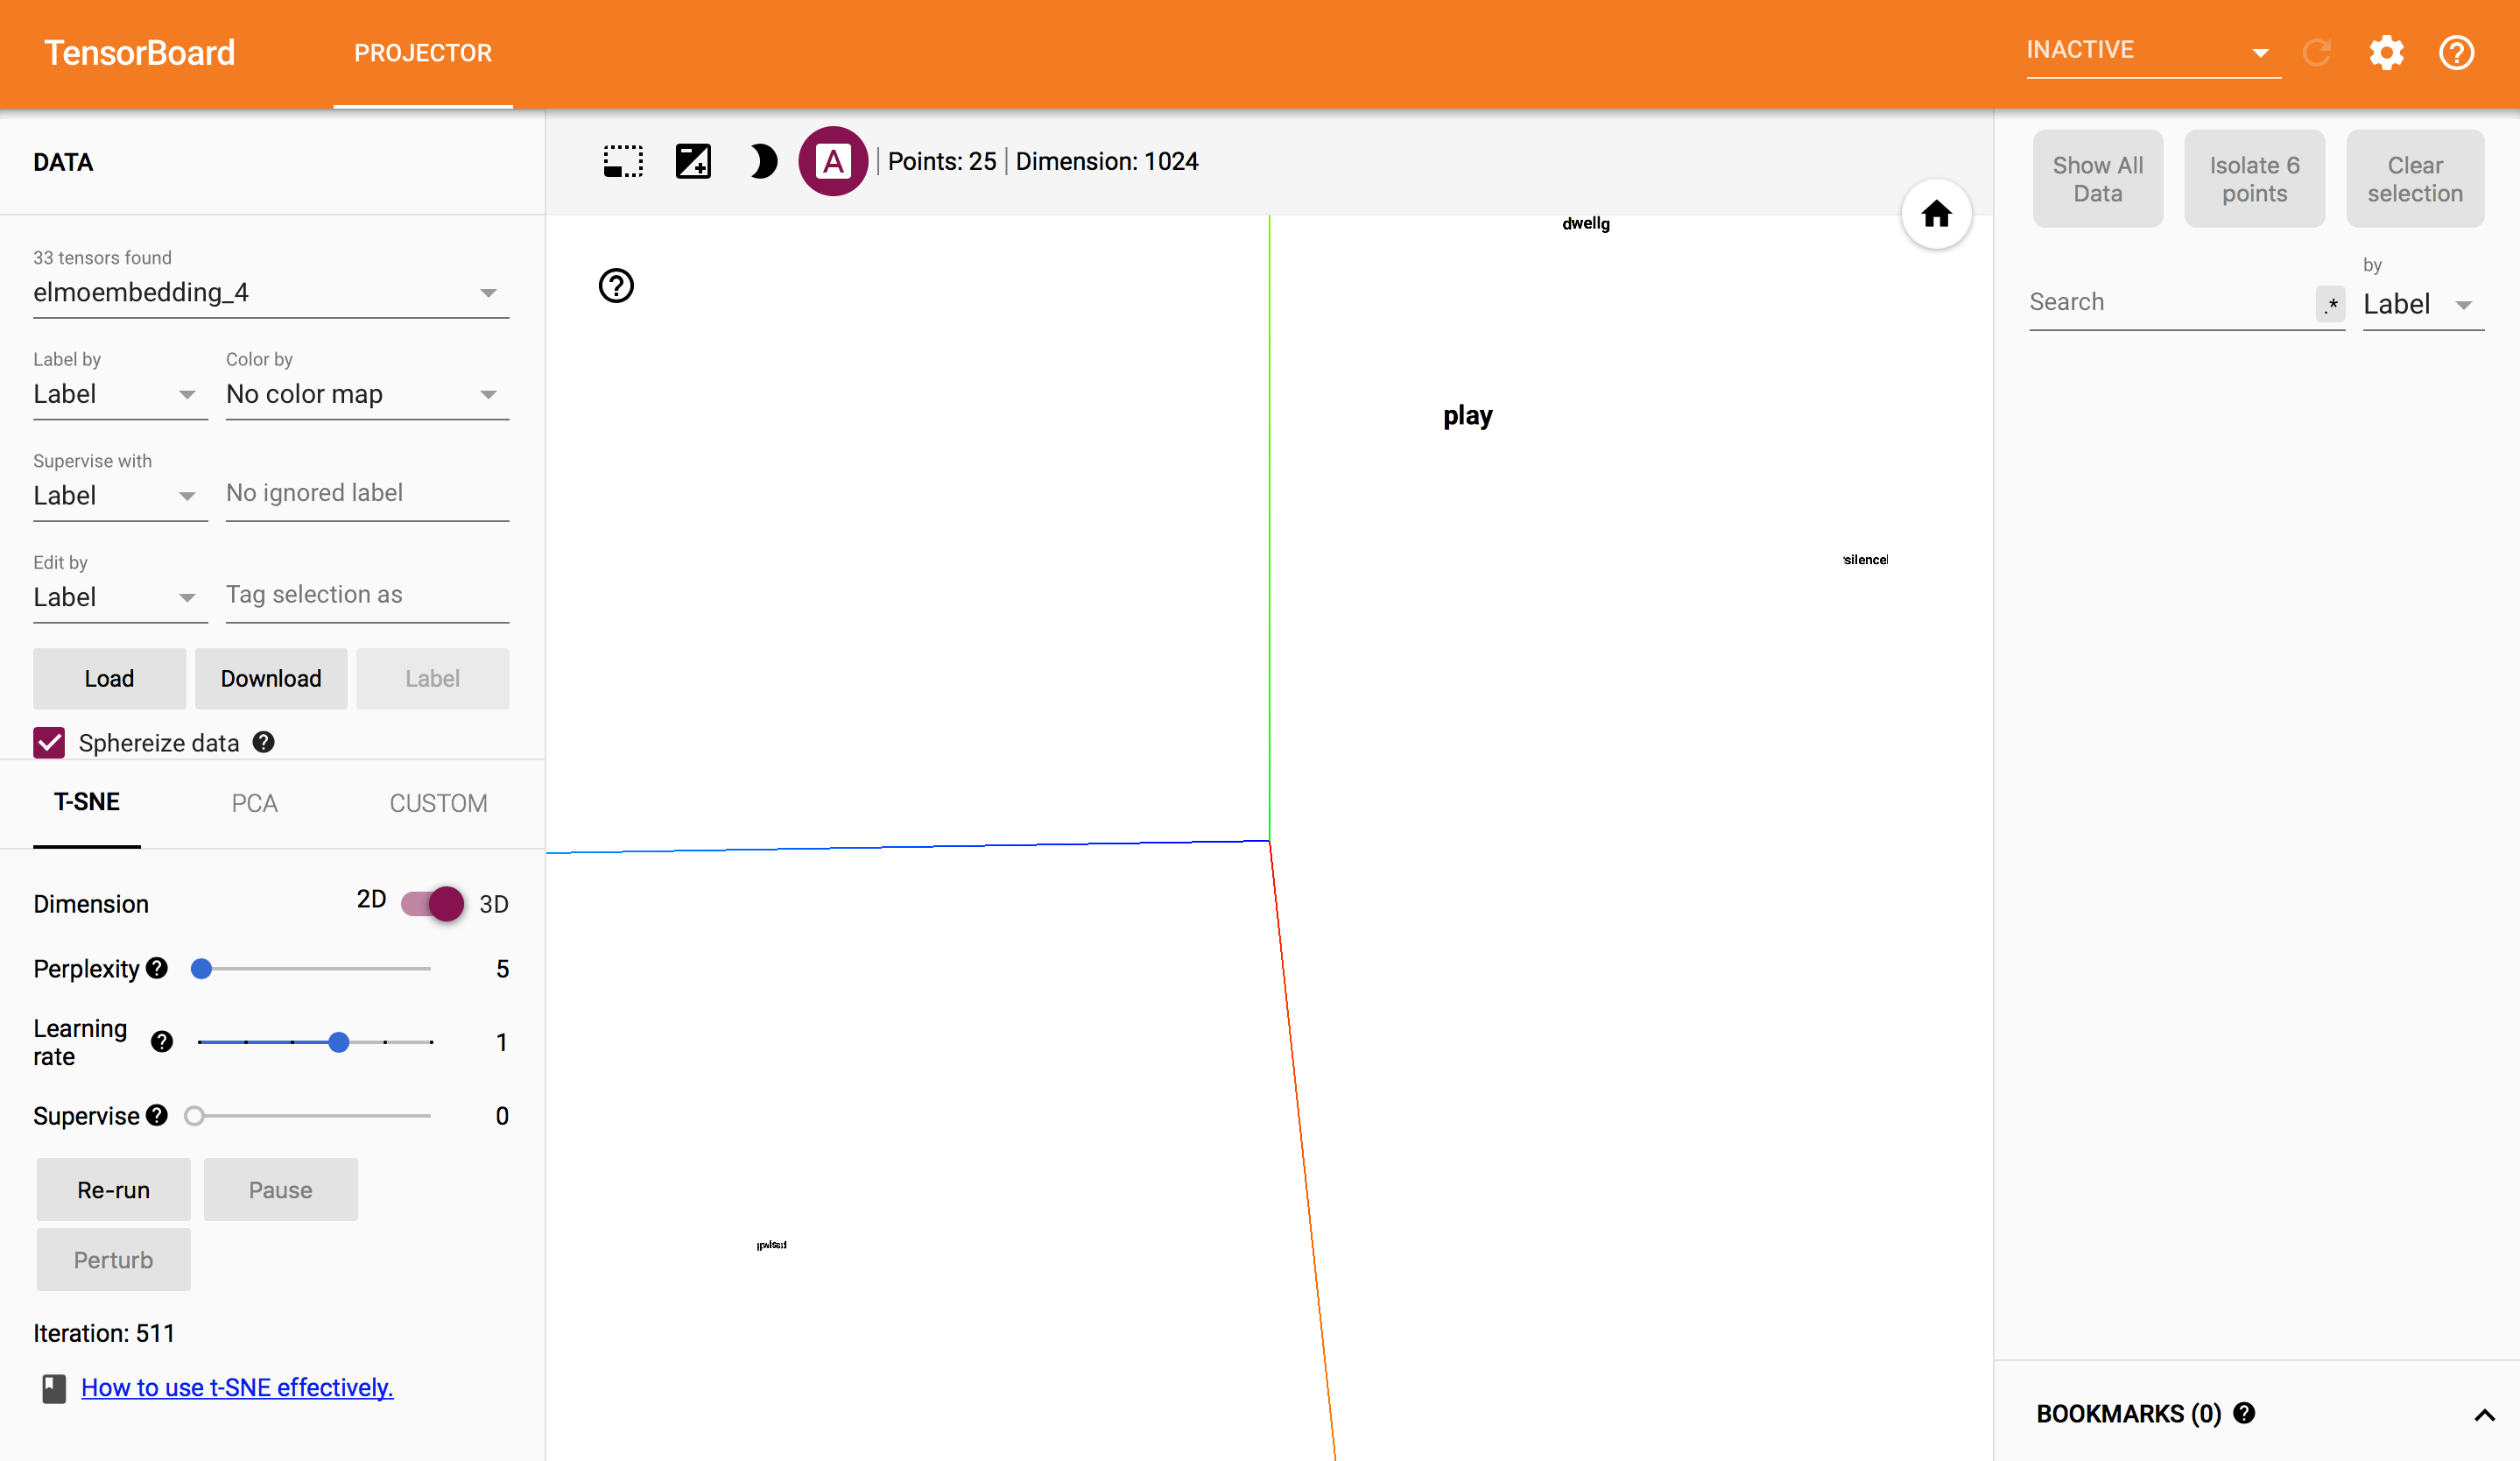 TensorBoard
PROJECTOR
INACTIVE
DATA
A
Points: 25
Dimension: 1024
33 tensors found
elmoembedding_4
Label by
Color by
Label
No color map
Supervise with
Label
No ignored label
Edit by
Label
Tag selection as
Load
Download
Label
Sphereize data
T-SNE
PCA
CUSTOM
Dimension
2D
3D
Perplexity
5
Learning
rate
1
Supervise
0
Re-run
Pause
Perturb
Iteration: 511
How to use t-SNE effectively.
dwellg
play
silence
Show All
Data
Isolate 6
points
Clear
selection
by
Search
.*
Label
BOOKMARKS (0)